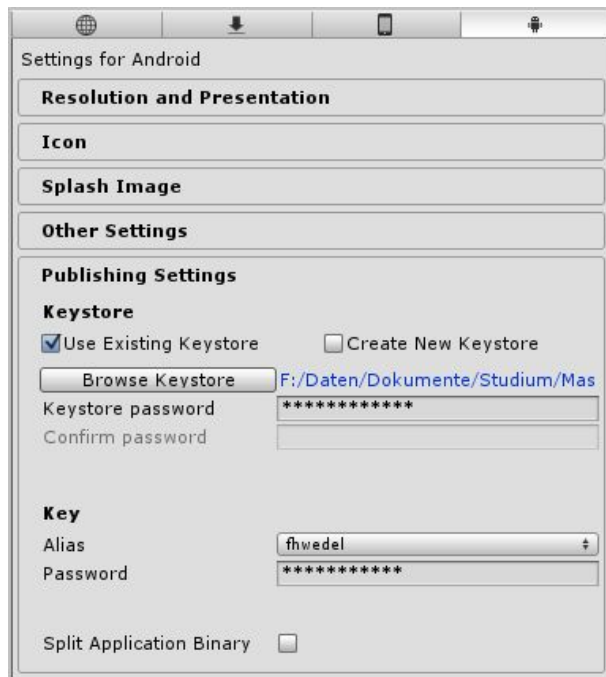 Settings for Android
Resolution and Presentation
Icon
Splash Image
Other Settings
Publishing Settings
Keystore
Use Existing Keystore Create New Keystore
Browse Keystore F:/Daten/Dokumente/Studium/Mas
Keystore password ************
Confirm password
Key
Alias fhwedel
Password ***********
Split Application Binary